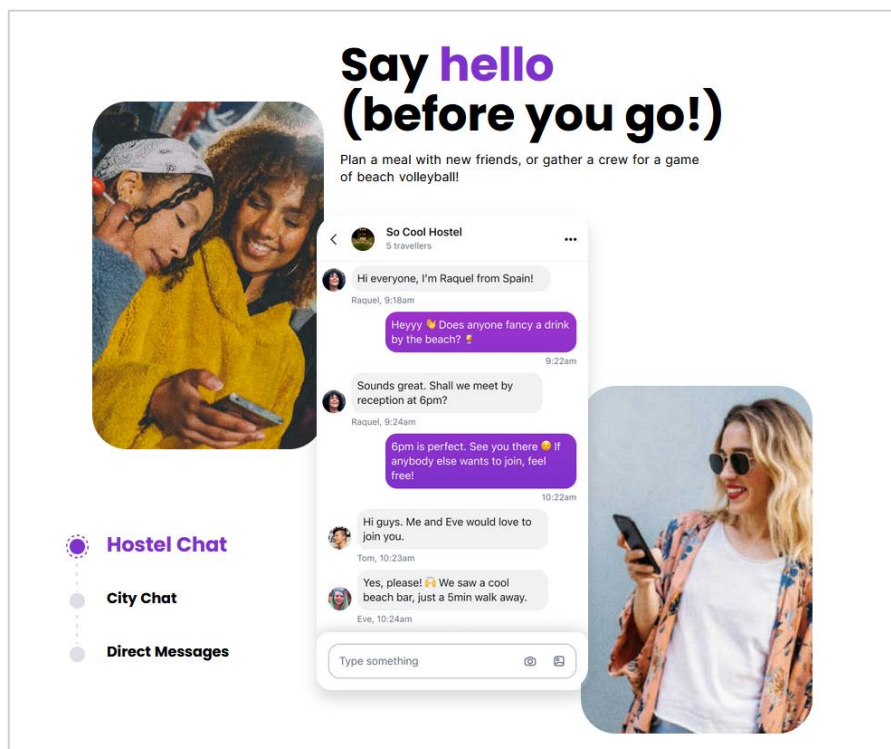 Say hello
(before you go!)
Plan a meal with new friends, or gather a crew for a game
of beach volleyball!
So Cool Hostel
5 travellers
Hi everyone, I'm Raquel from Spain!
Raquel, 9:18am
Heyyy 👋 Does anyone fancy a drink
by the beach? 🍹
9:22am
Sounds great. Shall we meet by
reception at 6pm?
Raquel, 9:24am
6pm is perfect. See you there 😊 If
anybody else wants to join, feel
free!
10:22am
Hi guys. Me and Eve would love to
join you.
Tom, 10:23am
Yes, please! 🙌 We saw a cool
beach bar, just a 5min walk away.
Eve, 10:24am
Type something
Hostel Chat
City Chat
Direct Messages